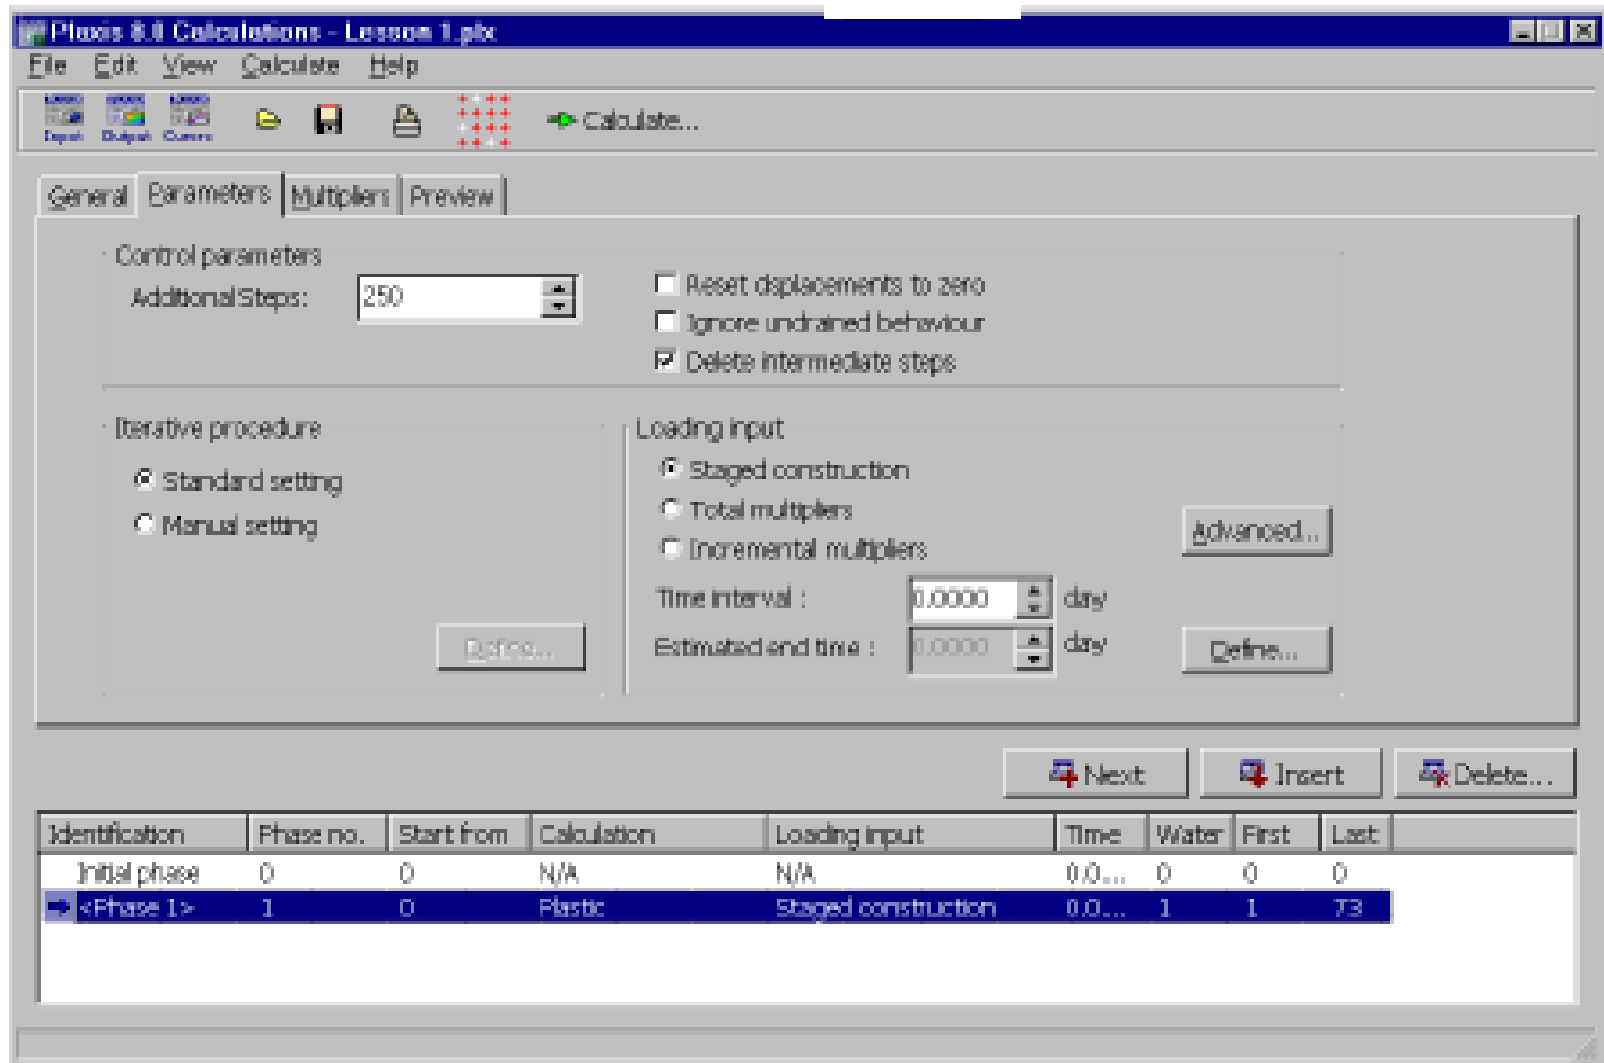 Plaxis 8.0 Calculations - Lesson 1.plx
File Edit View Calculate Help
Input Output Curves Calculate...
General Parameters Multipliers Preview
Control parameters
Additional Steps: 250
Reset displacements to zero
Ignore undrained behaviour
Delete intermediate steps
Iterative procedure
Standard setting
Manual setting
Define...
Loading input
Staged construction
Total multipliers
Incremental multipliers
Advanced...
Time interval : 0.0000 day
Estimated end time : 0.0000 day
Define...
Next Insert Delete...
Identification Phase no. Start from Calculation Loading input Time Water First Last
Initial phase 0 0 N/A N/A 0.0... 0 0 0
<Phase 1> 1 0 Plastic Staged construction 0.0... 1 1 73